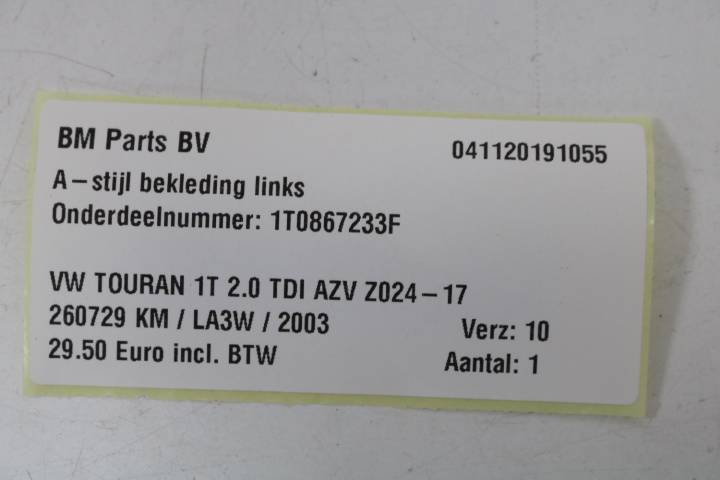 BM Parts BV 041120191055
A-stijl bekleding links
Onderdeelnummer: 1T0867233F
VW TOURAN 1T 2.0 TDI AZV Z024-17
260729 KM / LA3W / 2003 Verz: 10
29.50 Euro incl. BTW Aantal: 1